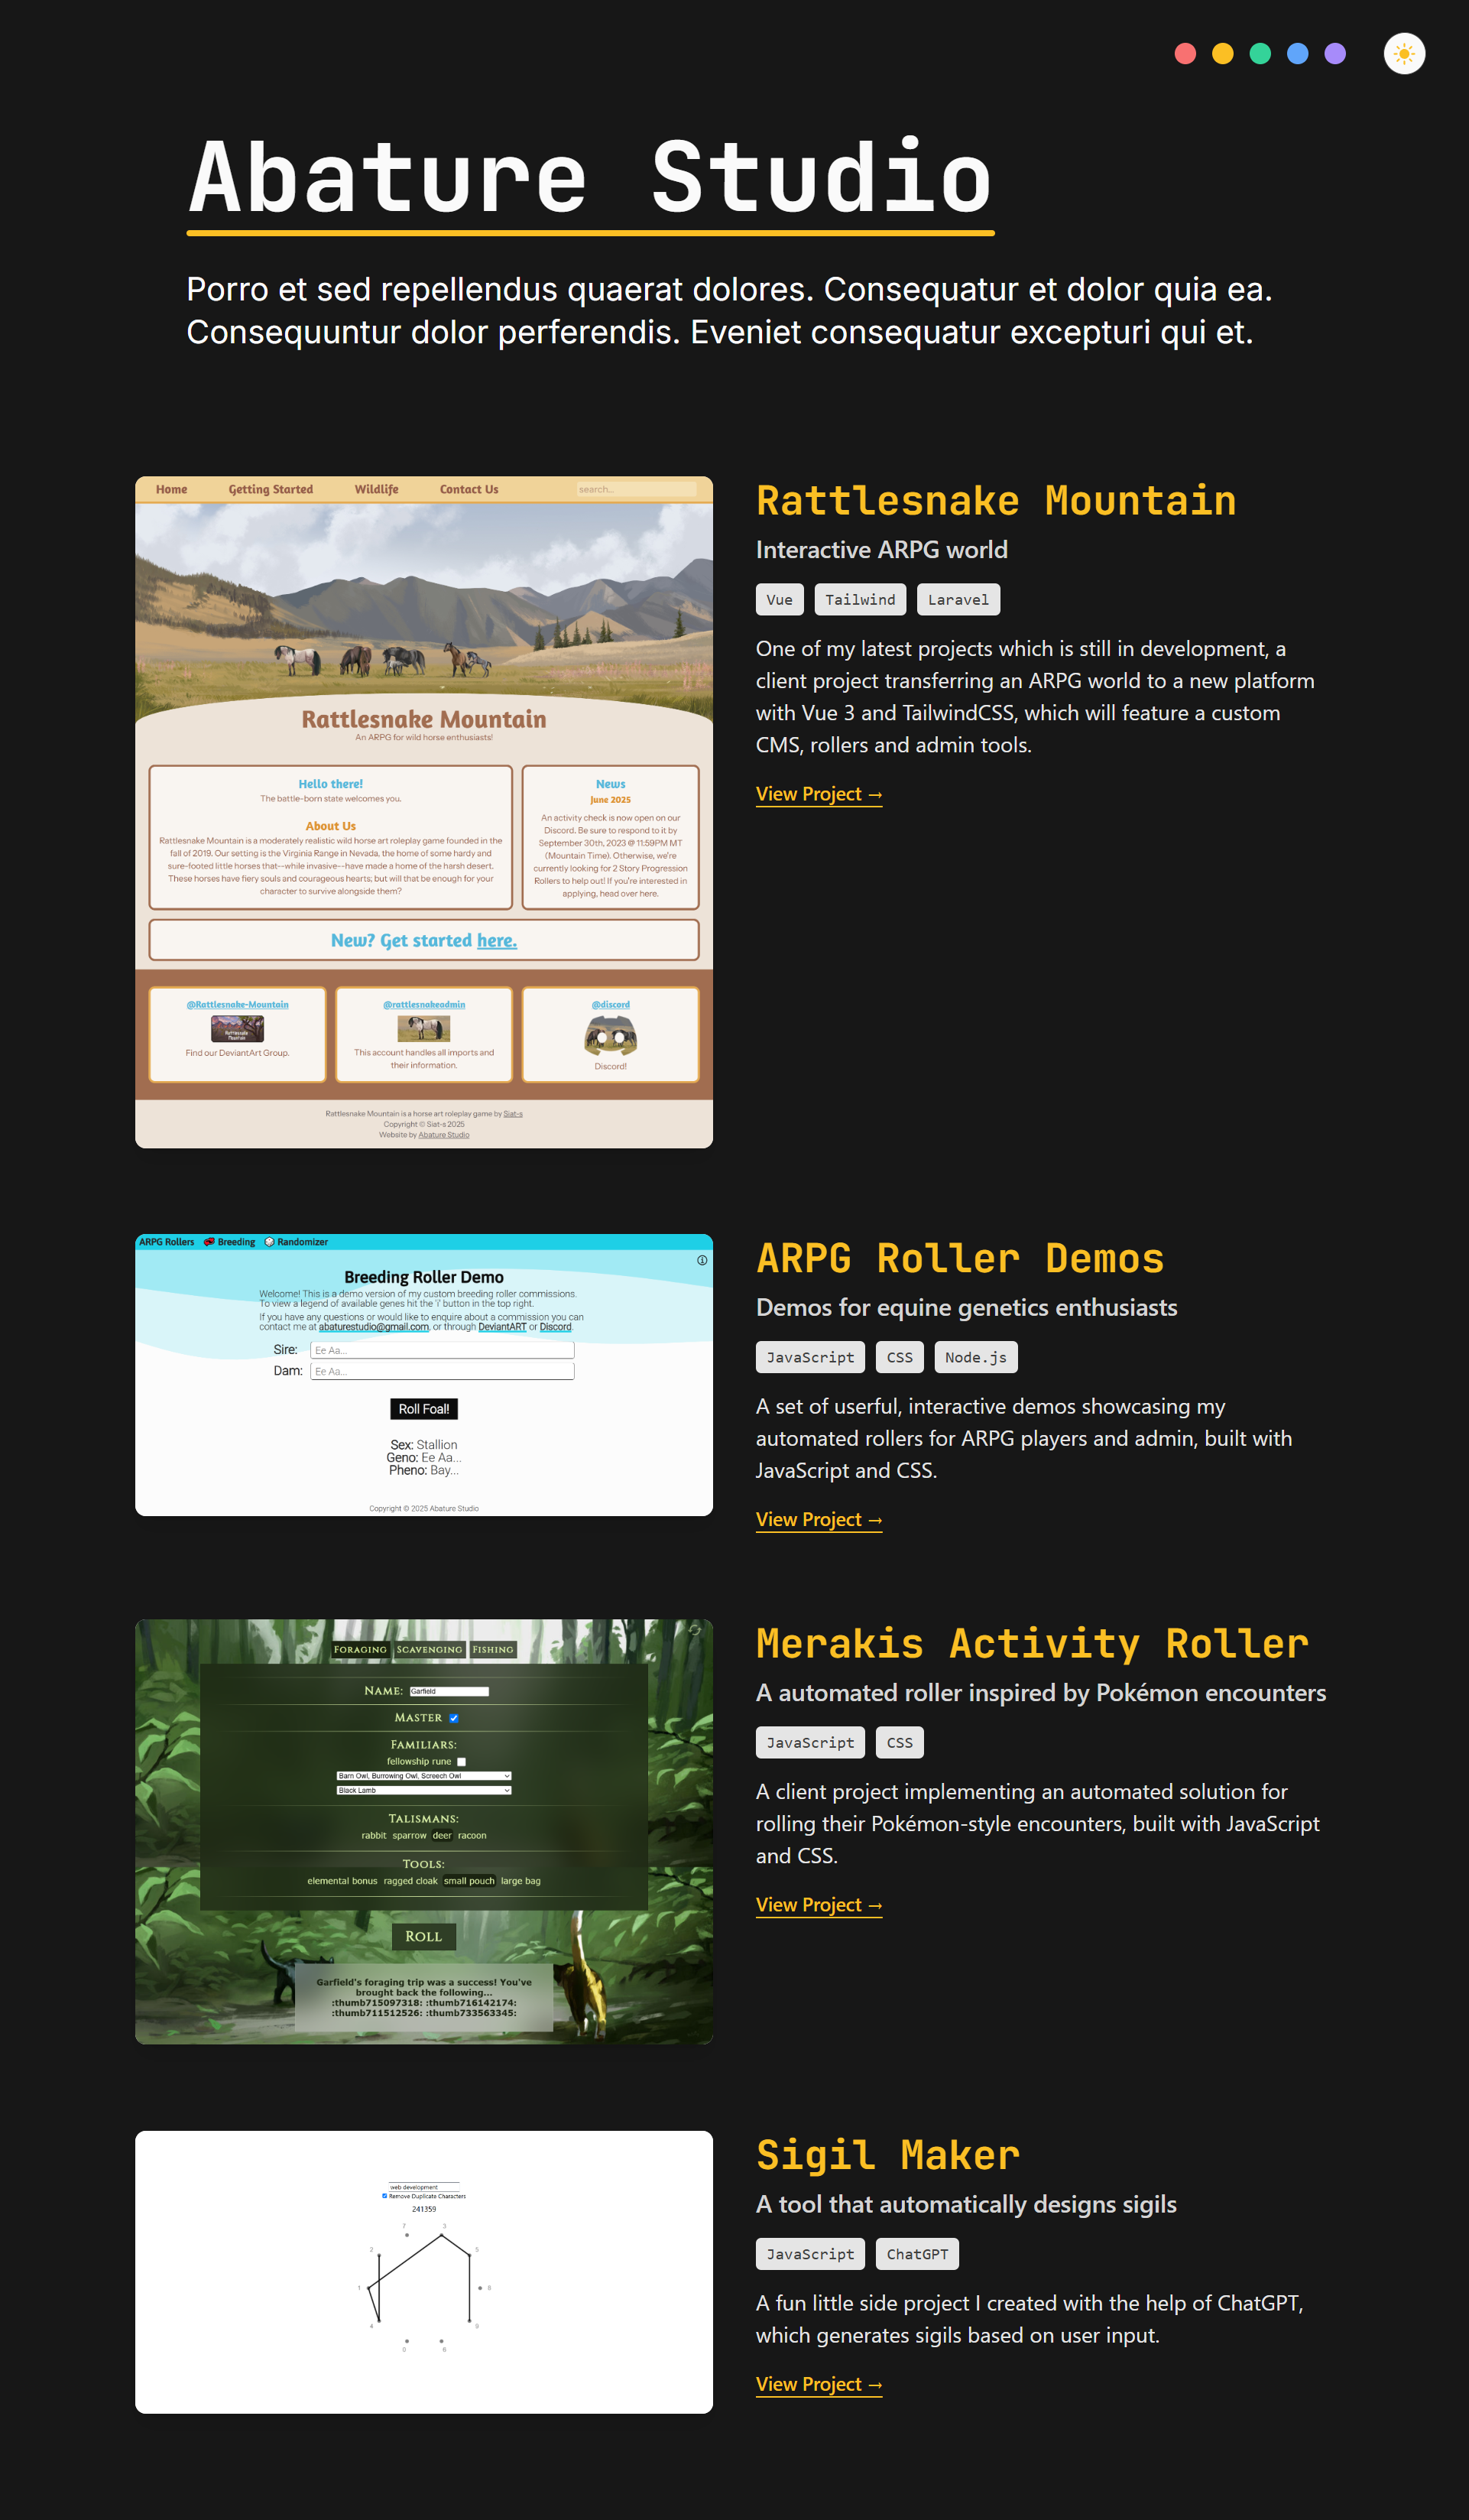 Abature Studio
Porro et sed repellendus quaerat dolores. Consequatur et dolor quia ea.
Consequuntur dolor perferendis. Eveniet consequatur excepturi qui et.
Home Getting Started Wildlife Contact Us search...
Rattlesnake Mountain
An ARPG for wild horse enthusiasts!
Hello there!
The battle-born state welcomes you.
About Us
Rattlesnake Mountain is a moderately realistic wild horse art roleplay game founded in the
fall of 2019. Our setting is the Virginia Range in Nevada, the home of some hardy and
sure-footed little horses that--while invasive--have made a home of the harsh desert.
These horses have fiery souls and courageous hearts; but will that be enough for your
character to survive alongside them?
News
June 2025
An activity check is now open on our
Discord. Be sure to respond to it by
September 30th, 2023 @ 11:59PM MT
(Mountain Time). Otherwise, we're
currently looking for 2 Story Progression
Rollers to help out! If you're interested in
applying, head over here.
New? Get started here.
@Rattlesnake-Mountain
Rattlesnake
Mountain
Find our DeviantArt Group.
@rattlesnakeadmin
This account handles all imports and
their information.
@discord
Discord!
Rattlesnake Mountain is a horse art roleplay game by Siat-s
Copyright © Siat-s 2025
Website by Abature Studio
Rattlesnake Mountain
Interactive ARPG world
Vue Tailwind Laravel
One of my latest projects which is still in development, a
client project transferring an ARPG world to a new platform
with Vue 3 and TailwindCSS, which will feature a custom
CMS, rollers and admin tools.
View Project →
ARPG Rollers Breeding Randomizer
Breeding Roller Demo
Welcome! This is a demo version of my custom breeding roller commissions.
To view a legend of available genes hit the 'i' button in the top right.
If you have any questions or would like to enquire about a commission you can
contact me at abaturestudio@gmail.com, or through DeviantART or Discord.
Sire: Ee Aa...
Dam: Ee Aa...
Roll Foal!
Sex: Stallion
Geno: Ee Aa...
Pheno: Bay...
Copyright © 2025 Abature Studio
ARPG Roller Demos
Demos for equine genetics enthusiasts
JavaScript CSS Node.js
A set of userful, interactive demos showcasing my
automated rollers for ARPG players and admin, built with
JavaScript and CSS.
View Project →
Foraging Scavenging Fishing
Name: Garfield
Master
Familiars:
fellowship rune
Barn Owl, Burrowing Owl, Screech Owl
Black Lamb
Talismans:
rabbit sparrow deer racoon
Tools:
elemental bonus ragged cloak small pouch large bag
Roll
Garfield's foraging trip was a success! You've
brought back the following...
:thumb715097318: :thumb716142174:
:thumb711512526: :thumb733563345:
Merakis Activity Roller
A automated roller inspired by Pokémon encounters
JavaScript CSS
A client project implementing an automated solution for
rolling their Pokémon-style encounters, built with JavaScript
and CSS.
View Project →
web development
Remove Duplicate Characters
241359
7 3
2 5
1 8
4 9
0 6
Sigil Maker
A tool that automatically designs sigils
JavaScript ChatGPT
A fun little side project I created with the help of ChatGPT,
which generates sigils based on user input.
View Project →